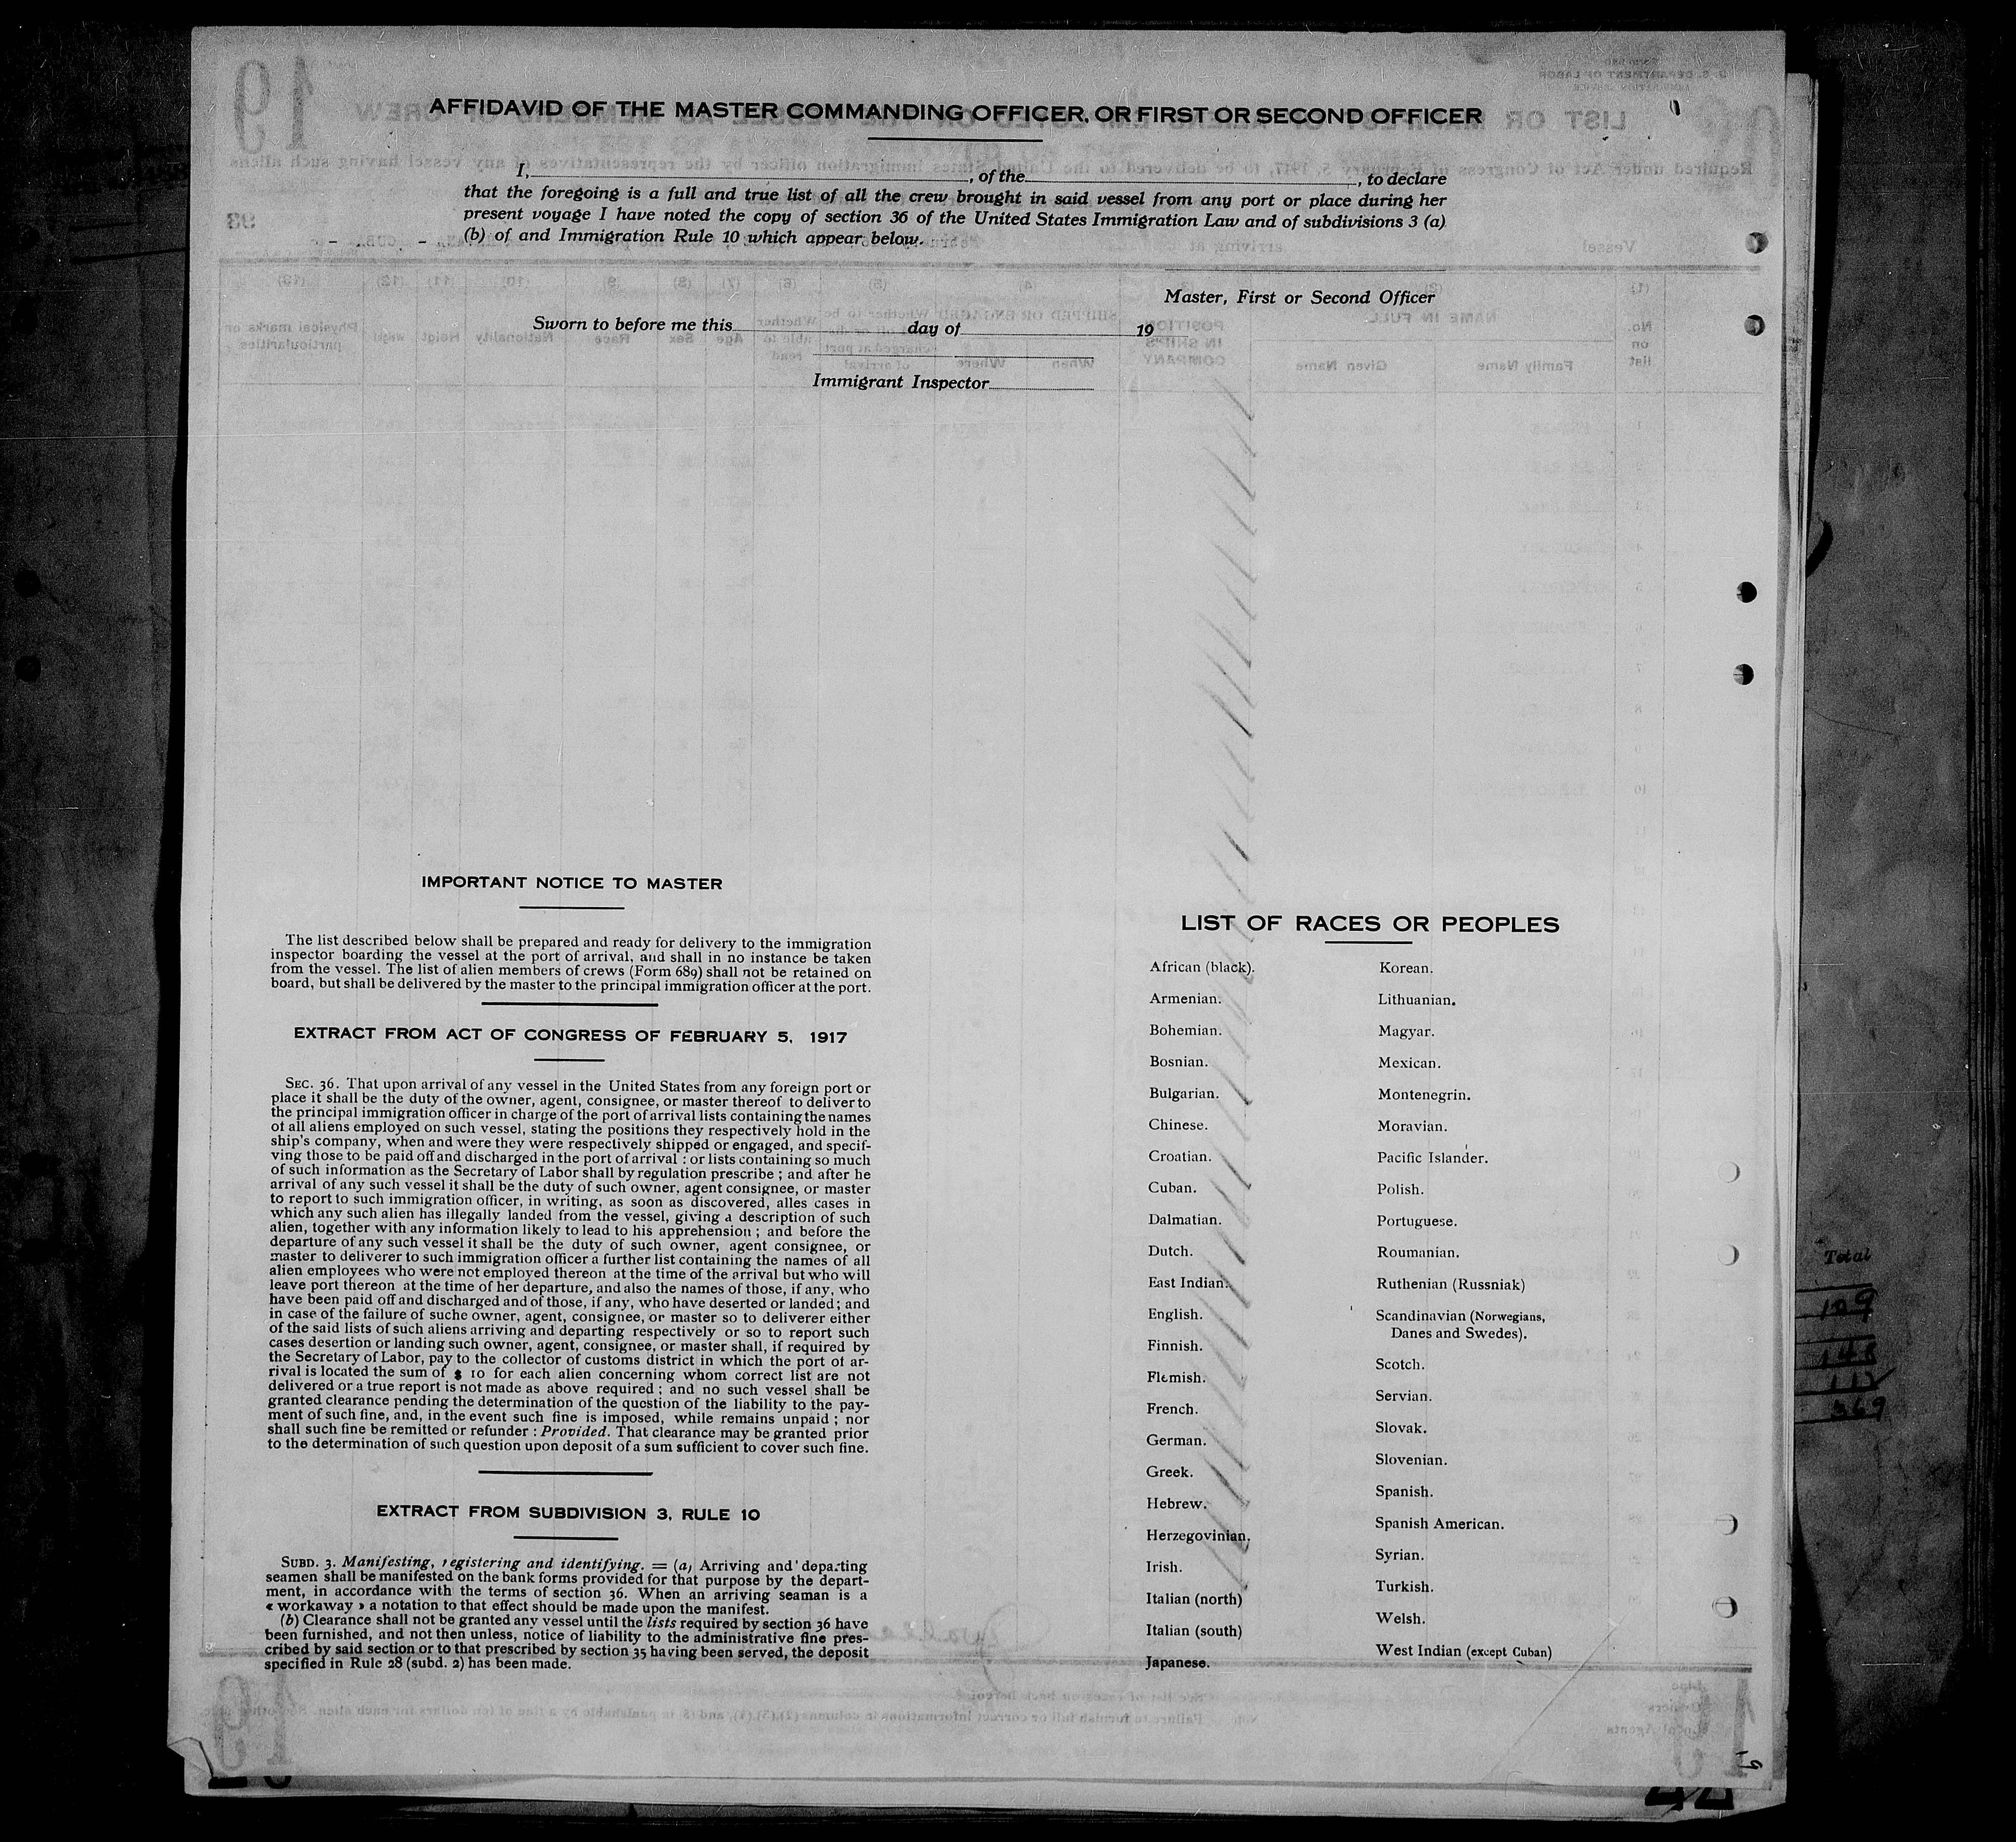 AFFIDAVID OF THE MASTER COMMANDING OFFICER, OR FIRST OR SECOND OFFICER
I, , of the , to declare
that the foregoing is a full and true list of all the crew brought in said vessel from any port or place during her
present voyage I have noted the copy of section 36 of the United States Immigration Law and of subdivisions 3 (a)
(b) of and Immigration Rule 10 which appear below.
Master, First or Second Officer
Sworn to before me this day of 19
Immigrant Inspector
IMPORTANT NOTICE TO MASTER
The list described below shall be prepared and ready for delivery to the immigration
inspector boarding the vessel at the port of arrival, and shall in no instance be taken
from the vessel. The list of alien members of crews (Form 689) shall not be retained on
board, but shall be delivered by the master to the principal immigration officer at the port.
EXTRACT FROM ACT OF CONGRESS OF FEBRUARY 5, 1917
SEC. 36. That upon arrival of any vessel in the United States from any foreign port or
place it shall be the duty of the owner, agent, consignee, or master thereof to deliver to
the principal immigration officer in charge of the port of arrival lists containing the names
of all aliens employed on such vessel, stating the positions they respectively hold in the
ship's company, when and were they were respectively shipped or engaged, and specif-
ving those to be paid off and discharged in the port of arrival : or lists containing so much
of such information as the Secretary of Labor shall by regulation prescribe ; and after he
arrival of any such vessel it shall be the duty of such owner, agent consignee, or master
to report to such immigration officer, in writing, as soon as discovered, alles cases in
which any such alien has illegally landed from the vessel, giving a description of such
alien, together with any information likely to lead to his apprehension ; and before the
departure of any such vessel it shall be the duty of such owner, agent consignee, or
master to deliverer to such immigration officer a further list containing the names of all
alien employees who were not employed thereon at the time of the arrival but who will
leave port thereon at the time of her departure, and also the names of those, if any, who
have been paid off and discharged and of those, if any, who have deserted or landed ; and
in case of the failure of suche owner, agent, consignee, or master so to deliverer either
of the said lists of such aliens arriving and departing respectively or so to report such
cases desertion or landing such owner, agent, consignee, or master shall, if required by
the Secretary of Labor, pay to the collector of customs district in which the port of ar-
rival is located the sum of $ 10 for each alien concerning whom correct list are not
delivered or a true report is not made as above required ; and no such vessel shall be
granted clearance pending the determination of the question of the liability to the pay-
ment of such fine, and, in the event such fine is imposed, while remains unpaid ; nor
shall such fine be remitted or refunder : Provided. That clearance may be granted prior
to the determination of such question upon deposit of a sum sufficient to cover such fine.
EXTRACT FROM SUBDIVISION 3, RULE 10
SUBD. 3. Manifesting, registering and identifying. = (a) Arriving and departing
seamen shall be manifested on the bank forms provided for that purpose by the depart-
ment, in accordance with the terms of section 36. When an arriving seaman is a
« workaway » a notation to that effect should be made upon the manifest.
(b) Clearance shall not be granted any vessel until the lists required by section 36 have
been furnished, and not then unless, notice of liability to the administrative fine pres-
cribed by said section or to that prescribed by section 35 having been served, the deposit
specified in Rule 28 (subd. 2) has been made.
LIST OF RACES OR PEOPLES
African (black).
Armenian.
Bohemian.
Bosnian.
Bulgarian.
Chinese.
Croatian.
Cuban.
Dalmatian.
Dutch.
East Indian.
English.
Finnish.
Flemish.
French.
German.
Greek.
Hebrew.
Herzegovinian.
Irish.
Italian (north)
Italian (south)
Japanese.
Korean.
Lithuanian.
Magyar.
Mexican.
Montenegrin.
Moravian.
Pacific Islander.
Polish.
Portuguese.
Roumanian.
Ruthenian (Russniak)
Scandinavian (Norwegians,
Danes and Swedes).
Scotch.
Servian.
Slovak.
Slovenian.
Spanish.
Spanish American.
Syrian.
Turkish.
Welsh.
West Indian (except Cuban)
Total
129
369